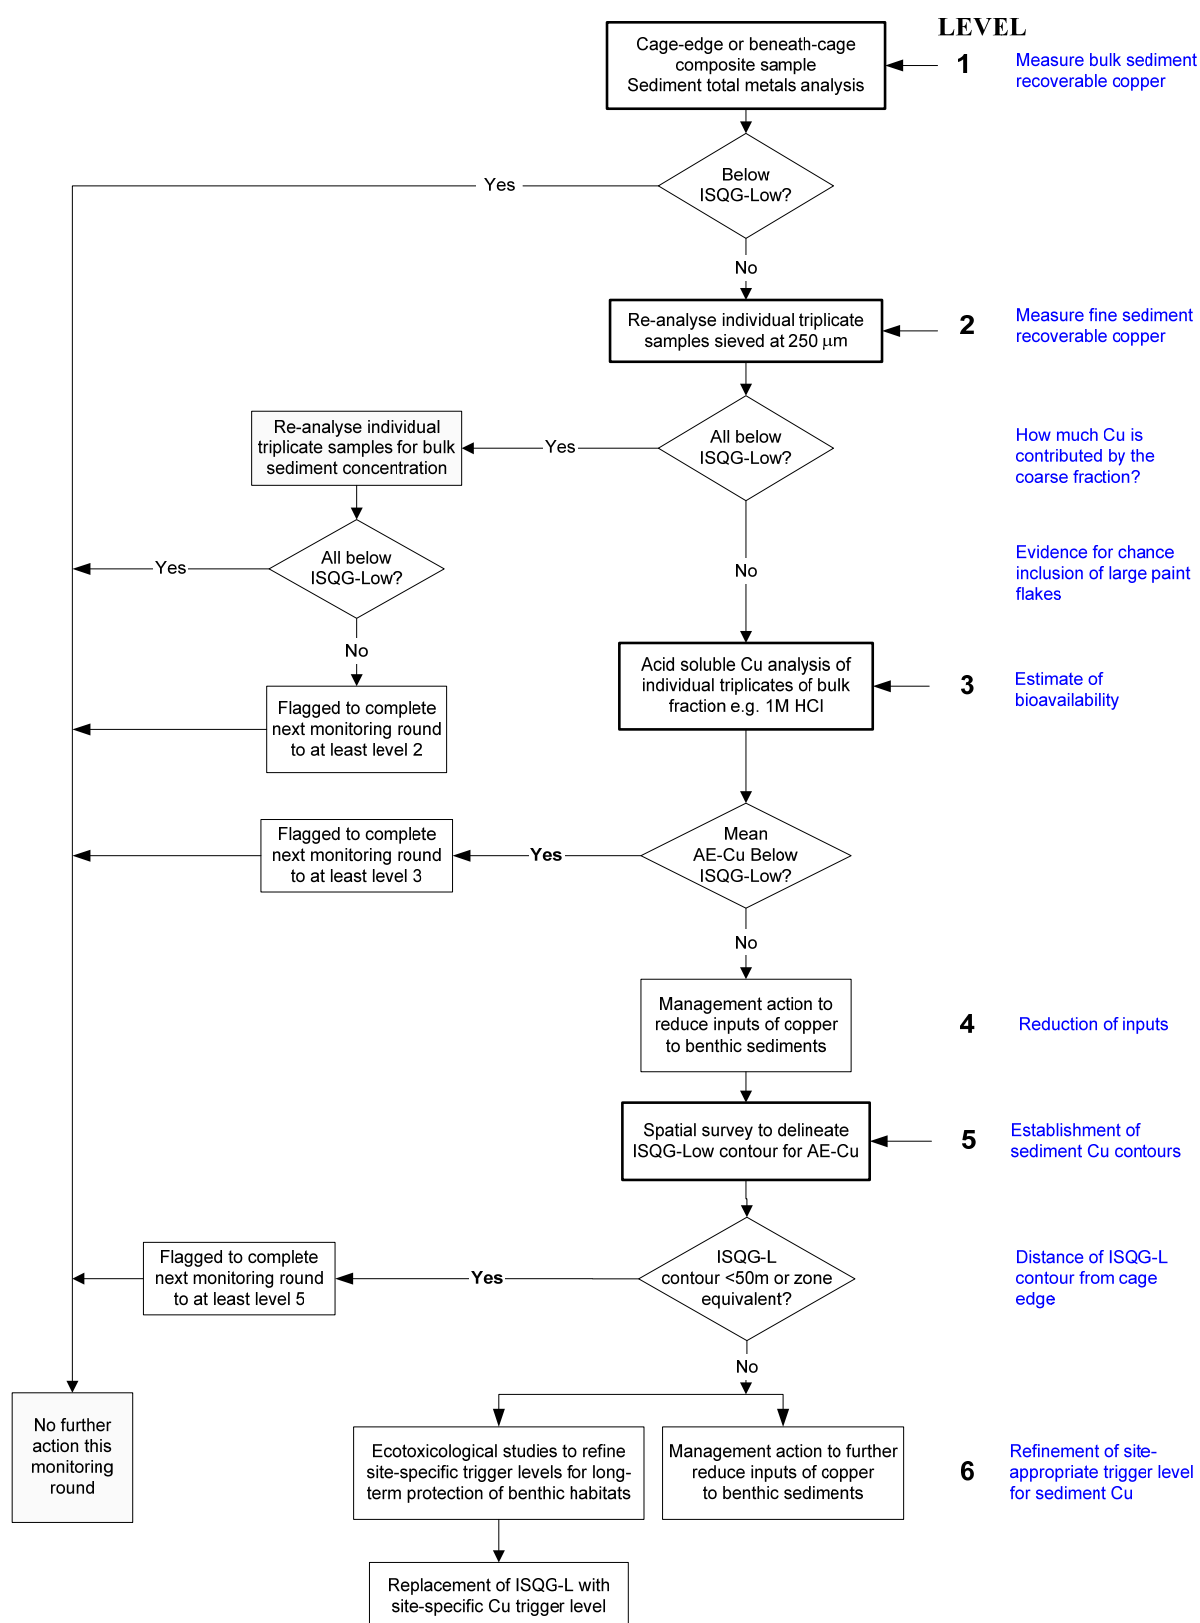 LEVEL
Cage-edge or beneath-cage
composite sample
Sediment total metals analysis
1
Measure bulk sediment
recoverable copper
Below
ISQG-Low?
Yes
No
Re-analyse individual triplicate
samples sieved at 250 μm
2
Measure fine sediment
recoverable copper
Re-analyse individual
triplicate samples for bulk
sediment concentration
Yes
All below
ISQG-Low?
How much Cu is
contributed by the
coarse fraction?
Yes
All below
ISQG-Low?
No
Evidence for chance
inclusion of large paint
flakes
No
Acid soluble Cu analysis of
individual triplicates of bulk
fraction e.g. 1M HCl
3
Estimate of
bioavailability
Flagged to complete
next monitoring round
to at least level 2
Flagged to complete
next monitoring round
to at least level 3
Yes
Mean
AE-Cu Below
ISQG-Low?
No
Management action to
reduce inputs of copper
to benthic sediments
4
Reduction of inputs
Spatial survey to delineate
ISQG-Low contour for AE-Cu
5
Establishment of
sediment Cu contours
Flagged to complete
next monitoring round
to at least level 5
Yes
ISQG-L
contour <50m or zone
equivalent?
Distance of ISQG-L
contour from cage
edge
No
No further
action this
monitoring
round
Ecotoxicological studies to refine
site-specific trigger levels for long-
term protection of benthic habitats
Management action to further
reduce inputs of copper
to benthic sediments
6
Refinement of site-
appropriate trigger level
for sediment Cu
Replacement of ISQG-L with
site-specific Cu trigger level